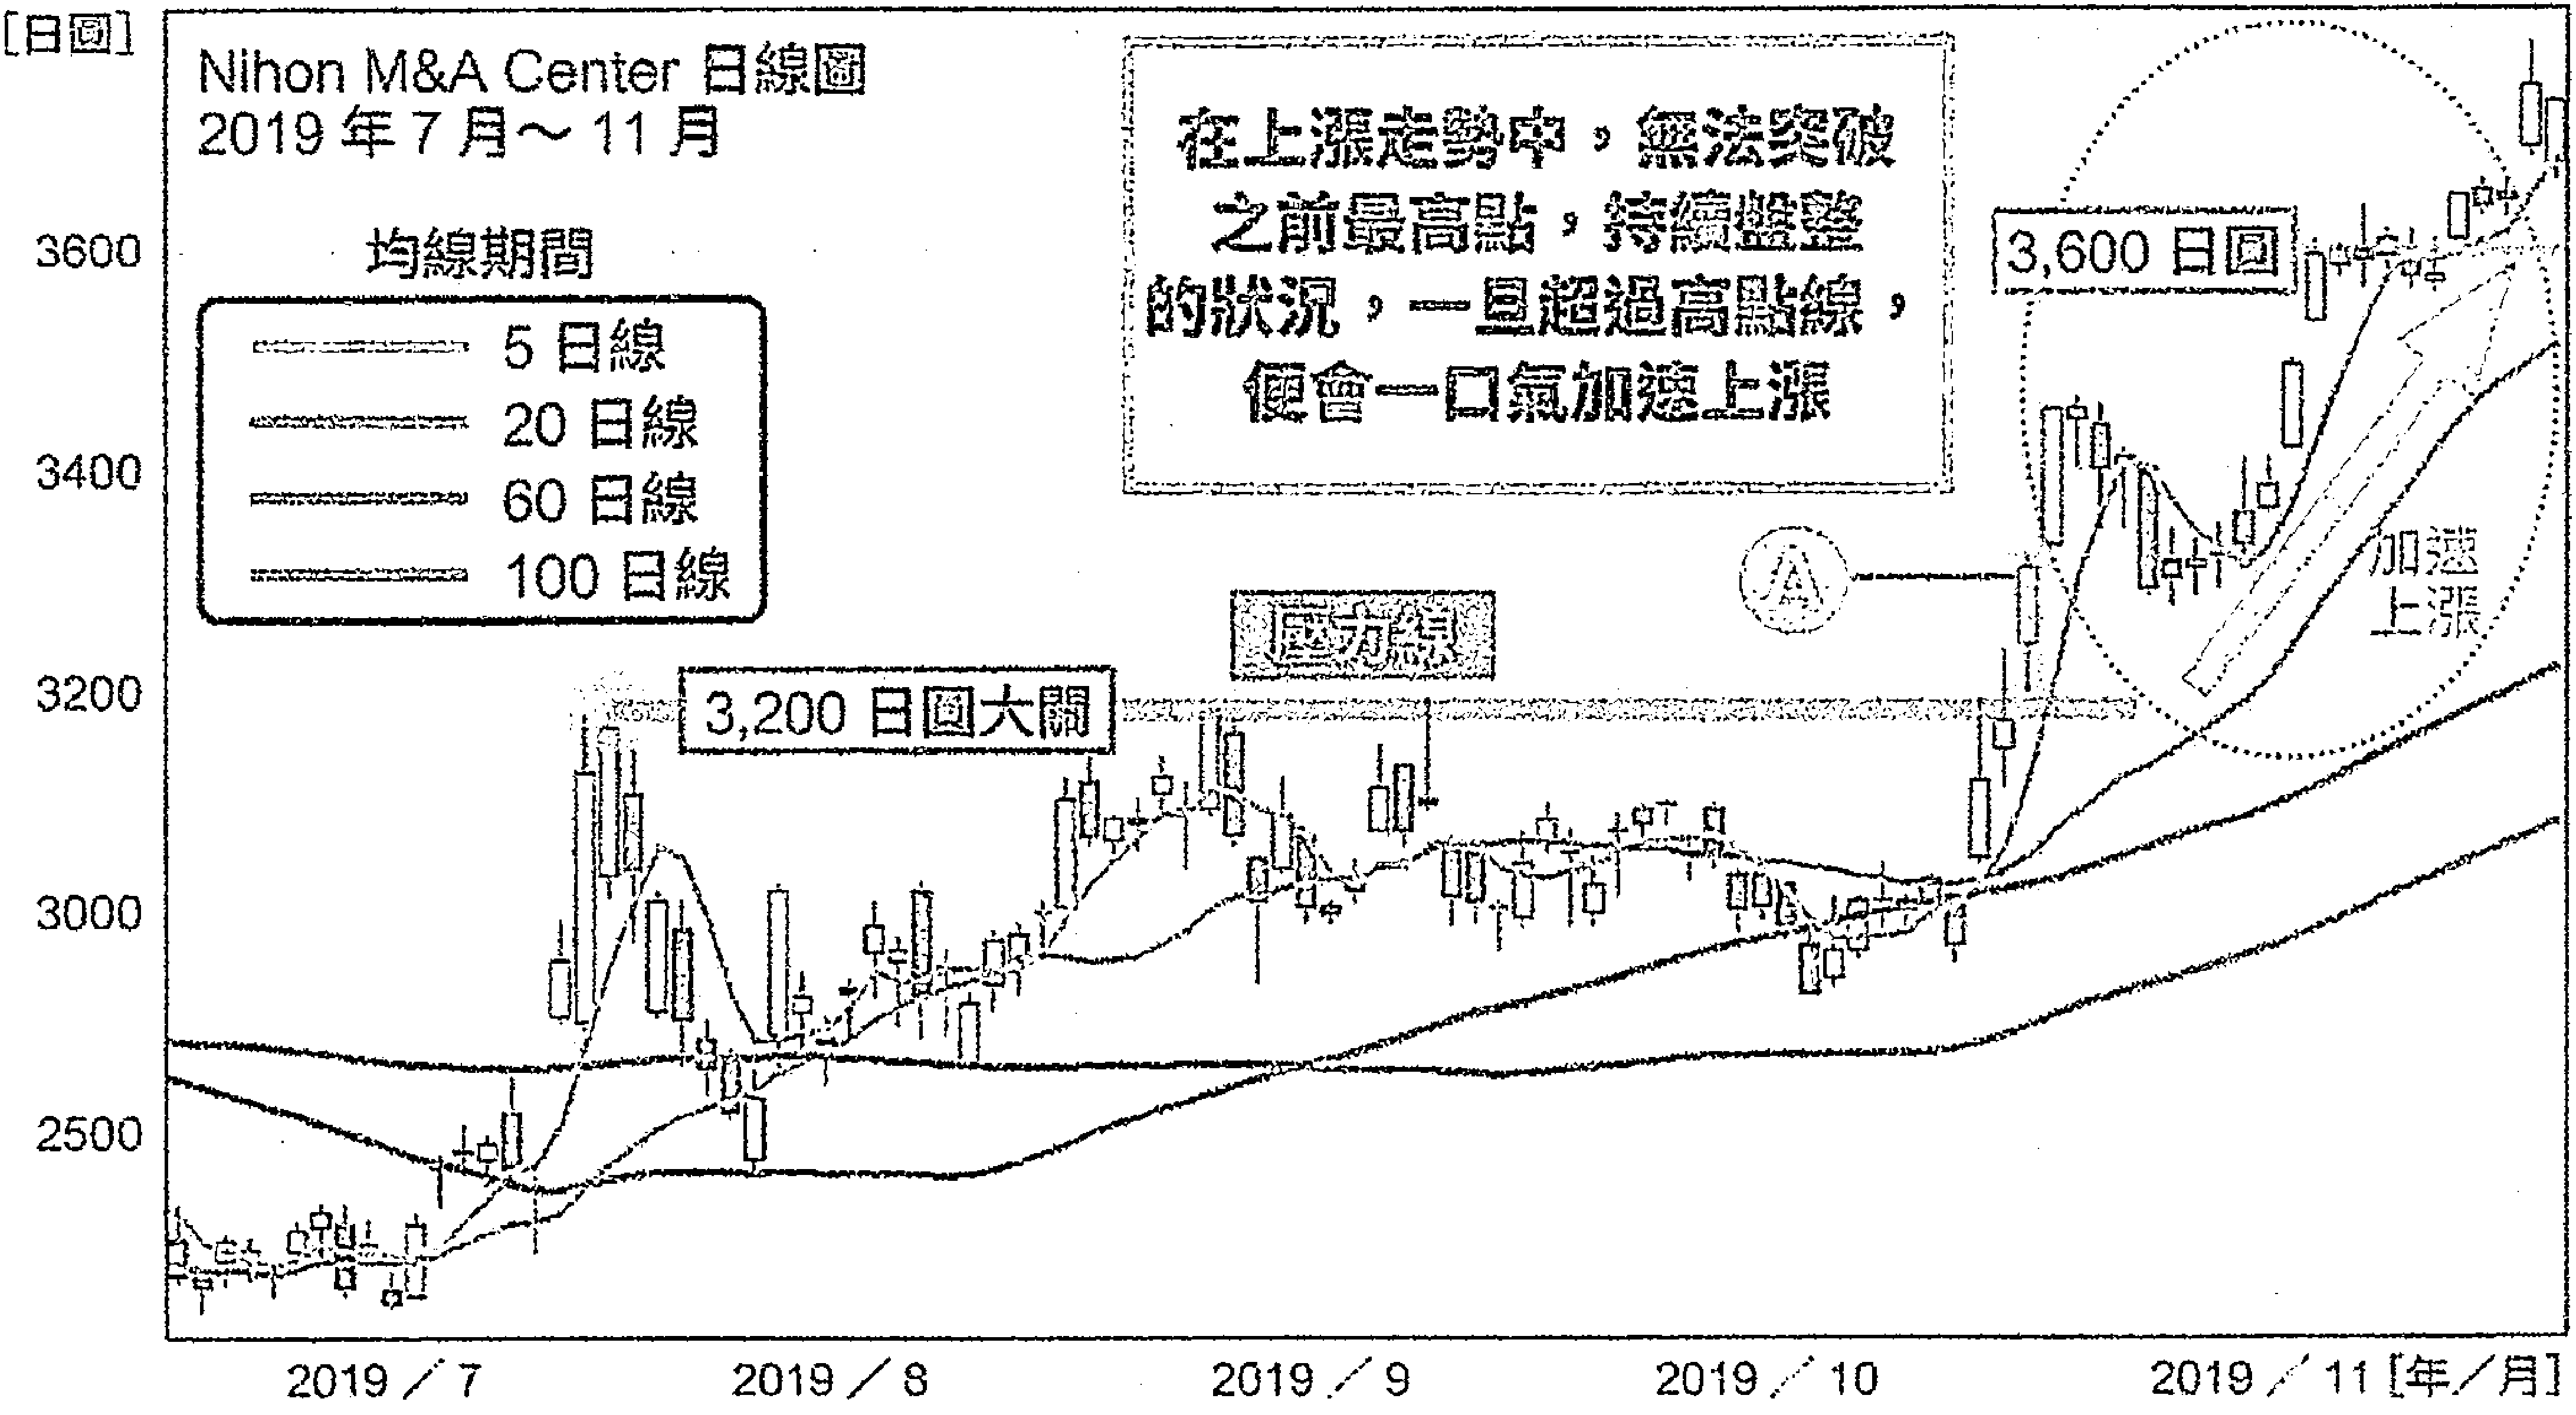 [日圓]
Nihon M&A Center 日線圖
2019 年 7 月～ 11 月
均線期間
5 日線
20 日線
60 日線
100 日線
在上漲走勢中，無法突破
之前最高點，持續盤整
的狀況，一旦超過高點線，
便會一口氣加速上漲
3,600 日圓
A
加速
上漲
壓力線
3,200 日圓大關
3600
3400
3200
3000
2500
2019／7
2019／8
2019／9
2019／10
2019／11 [年／月]